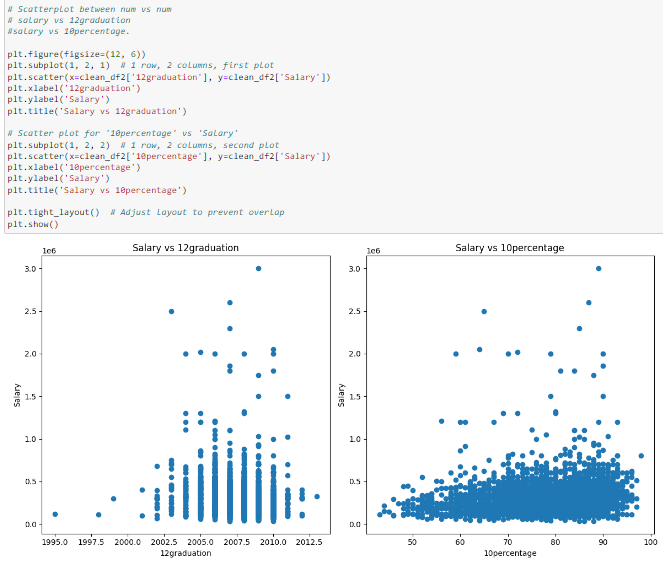 # Scatterplot between num vs num
# salary vs 12graduation
#salary vs 10percentage.
plt.figure(figsize=(12, 6))
plt.subplot(1, 2, 1)  # 1 row, 2 columns, first plot
plt.scatter(x=clean_df2['12graduation'], y=clean_df2['Salary'])
plt.xlabel('12graduation')
plt.ylabel('Salary')
plt.title('Salary vs 12graduation')
# Scatter plot for '10percentage' vs 'Salary'
plt.subplot(1, 2, 2)  # 1 row, 2 columns, second plot
plt.scatter(x=clean_df2['10percentage'], y=clean_df2['Salary'])
plt.xlabel('10percentage')
plt.ylabel('Salary')
plt.title('Salary vs 10percentage')
plt.tight_layout()  # Adjust layout to prevent overlap
plt.show()
Salary vs 12graduation
1e6
3.0
2.5
2.0
1.5
1.0
0.5
0.0
Salary
1995.0 1997.5 2000.0 2002.5 2005.0 2007.5 2010.0 2012.5
12graduation
Salary vs 10percentage
1e6
3.0
2.5
2.0
1.5
1.0
0.5
0.0
Salary
50 60 70 80 90 100
10percentage